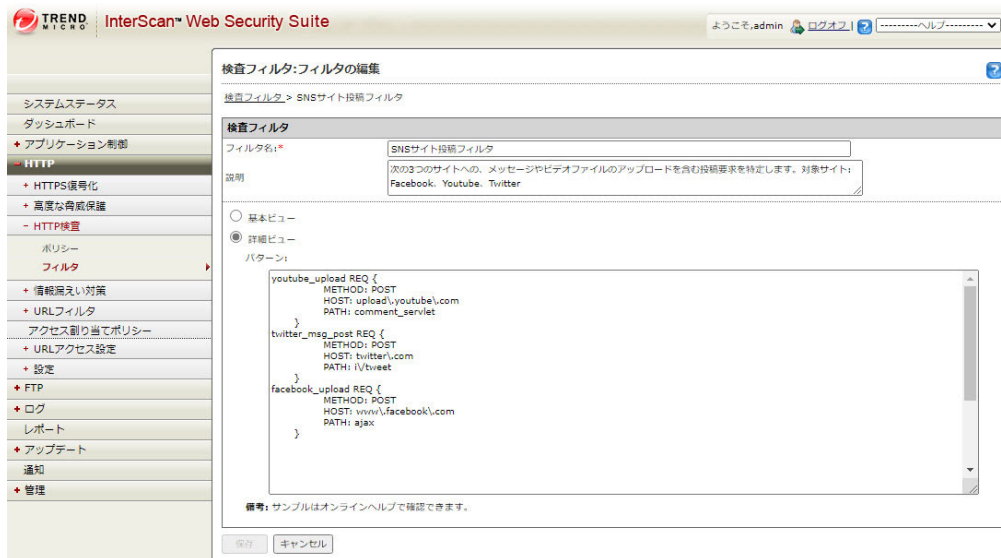 TREND MICRO InterScan™ Web Security Suite
ようこそ,admin ログオフ | ? ---------ヘルプ---------
検査フィルタ:フィルタの編集
検査フィルタ > SNSサイト投稿フィルタ
システムステータス
ダッシュボード
+ アプリケーション制御
- HTTP
+ HTTPS復号化
+ 高度な脅威保護
- HTTP検査
ポリシー
フィルタ
+ 情報漏えい対策
+ URLフィルタ
アクセス割り当てポリシー
+ URLアクセス設定
+ 設定
+ FTP
+ ログ
レポート
+ アップデート
通知
+ 管理
検査フィルタ
フィルタ名:* SNSサイト投稿フィルタ
説明
次の3つのサイトへの、メッセージやビデオファイルのアップロードを含む投稿要求を特定します。対象サイト:
Facebook、Youtube、Twitter
基本ビュー
詳細ビュー
パターン:
youtube_upload REQ {
METHOD: POST
HOST: upload\.youtube\.com
PATH: comment_servlet
}
twitter_msg_post REQ {
METHOD: POST
HOST: twitter\.com
PATH: i\/tweet
}
facebook_upload REQ {
METHOD: POST
HOST: www\.facebook\.com
PATH: ajax
}
備考: サンプルはオンラインヘルプで確認できます。
保存 キャンセル